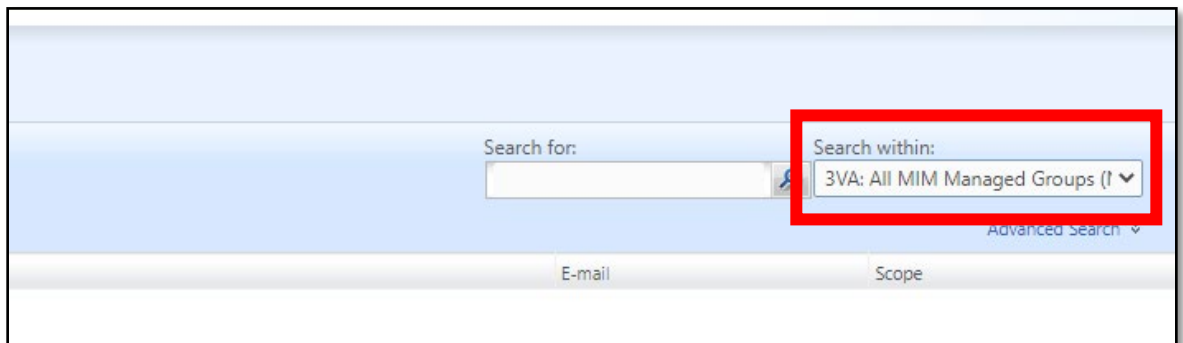 Search for:
Search within:
3VA: All MIM Managed Groups (
Advanced Search
E-mail
Scope